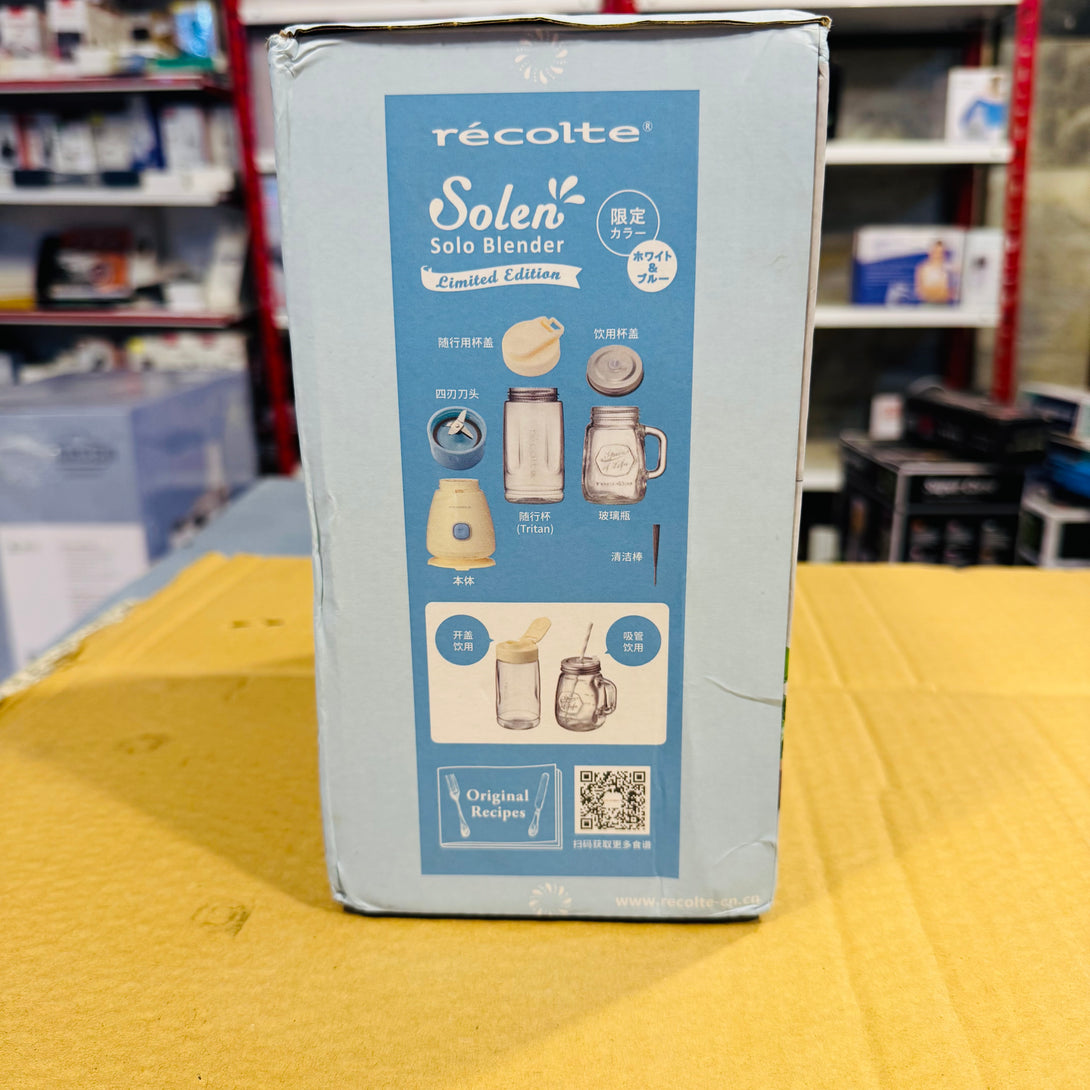 récolte®
Solen
Solo Blender
Limited Edition
限定
カラー
ホワイト
&
ブルー
随行用杯盖
饮用杯盖
四刃刀头
随行杯
(Tritan)
玻璃瓶
清洁棒
本体
开盖
饮用
吸管
饮用
Original
Recipes
扫码获取更多食谱
www.recolte-cn.cn